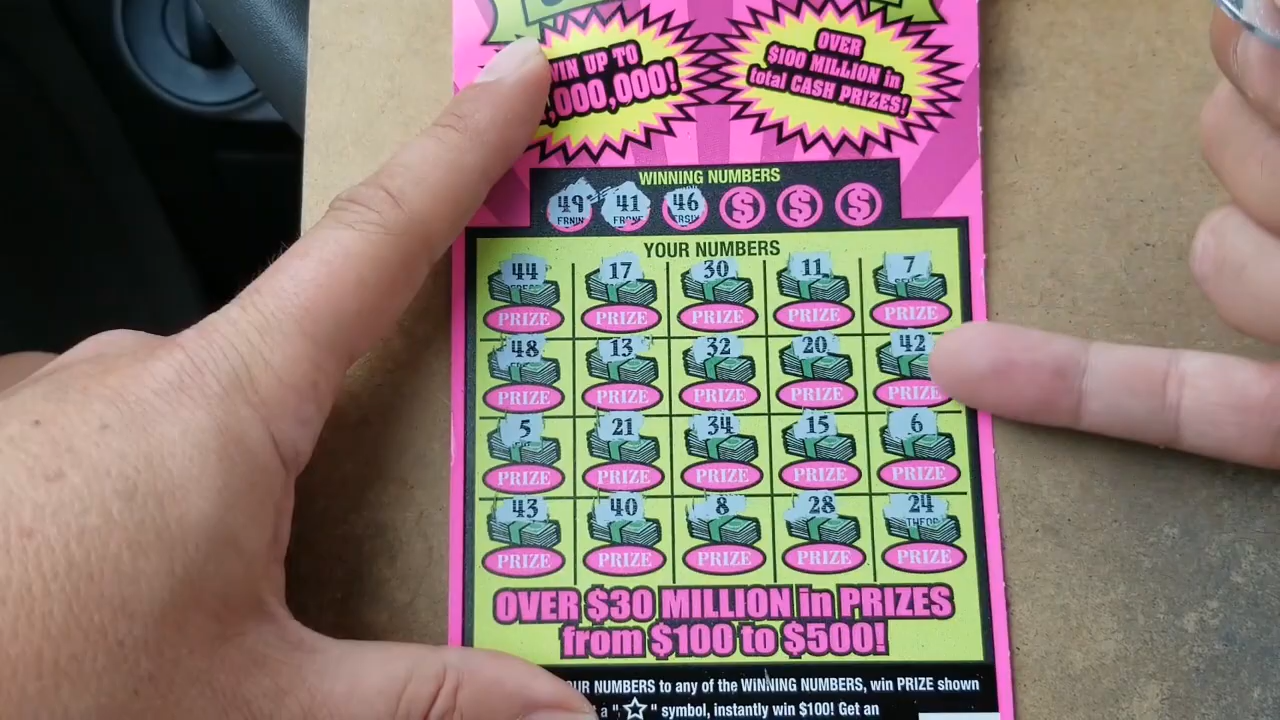 WIN UP TO
,000,000!
OVER
$100 MILLION in
total CASH PRIZES!
WINNING NUMBERS
49 41 46 $ $ $
YOUR NUMBERS
44 17 30 11 7
PRIZE PRIZE PRIZE PRIZE PRIZE
48 13 32 20 42
PRIZE PRIZE PRIZE PRIZE PRIZE
5 21 34 15 6
PRIZE PRIZE PRIZE PRIZE PRIZE
43 40 8 28 24
PRIZE PRIZE PRIZE PRIZE PRIZE
OVER $30 MILLION in PRIZES
from $100 to $500!
UR NUMBERS to any of the WINNING NUMBERS, win PRIZE shown
a "☆" symbol, instantly win $100! Get an